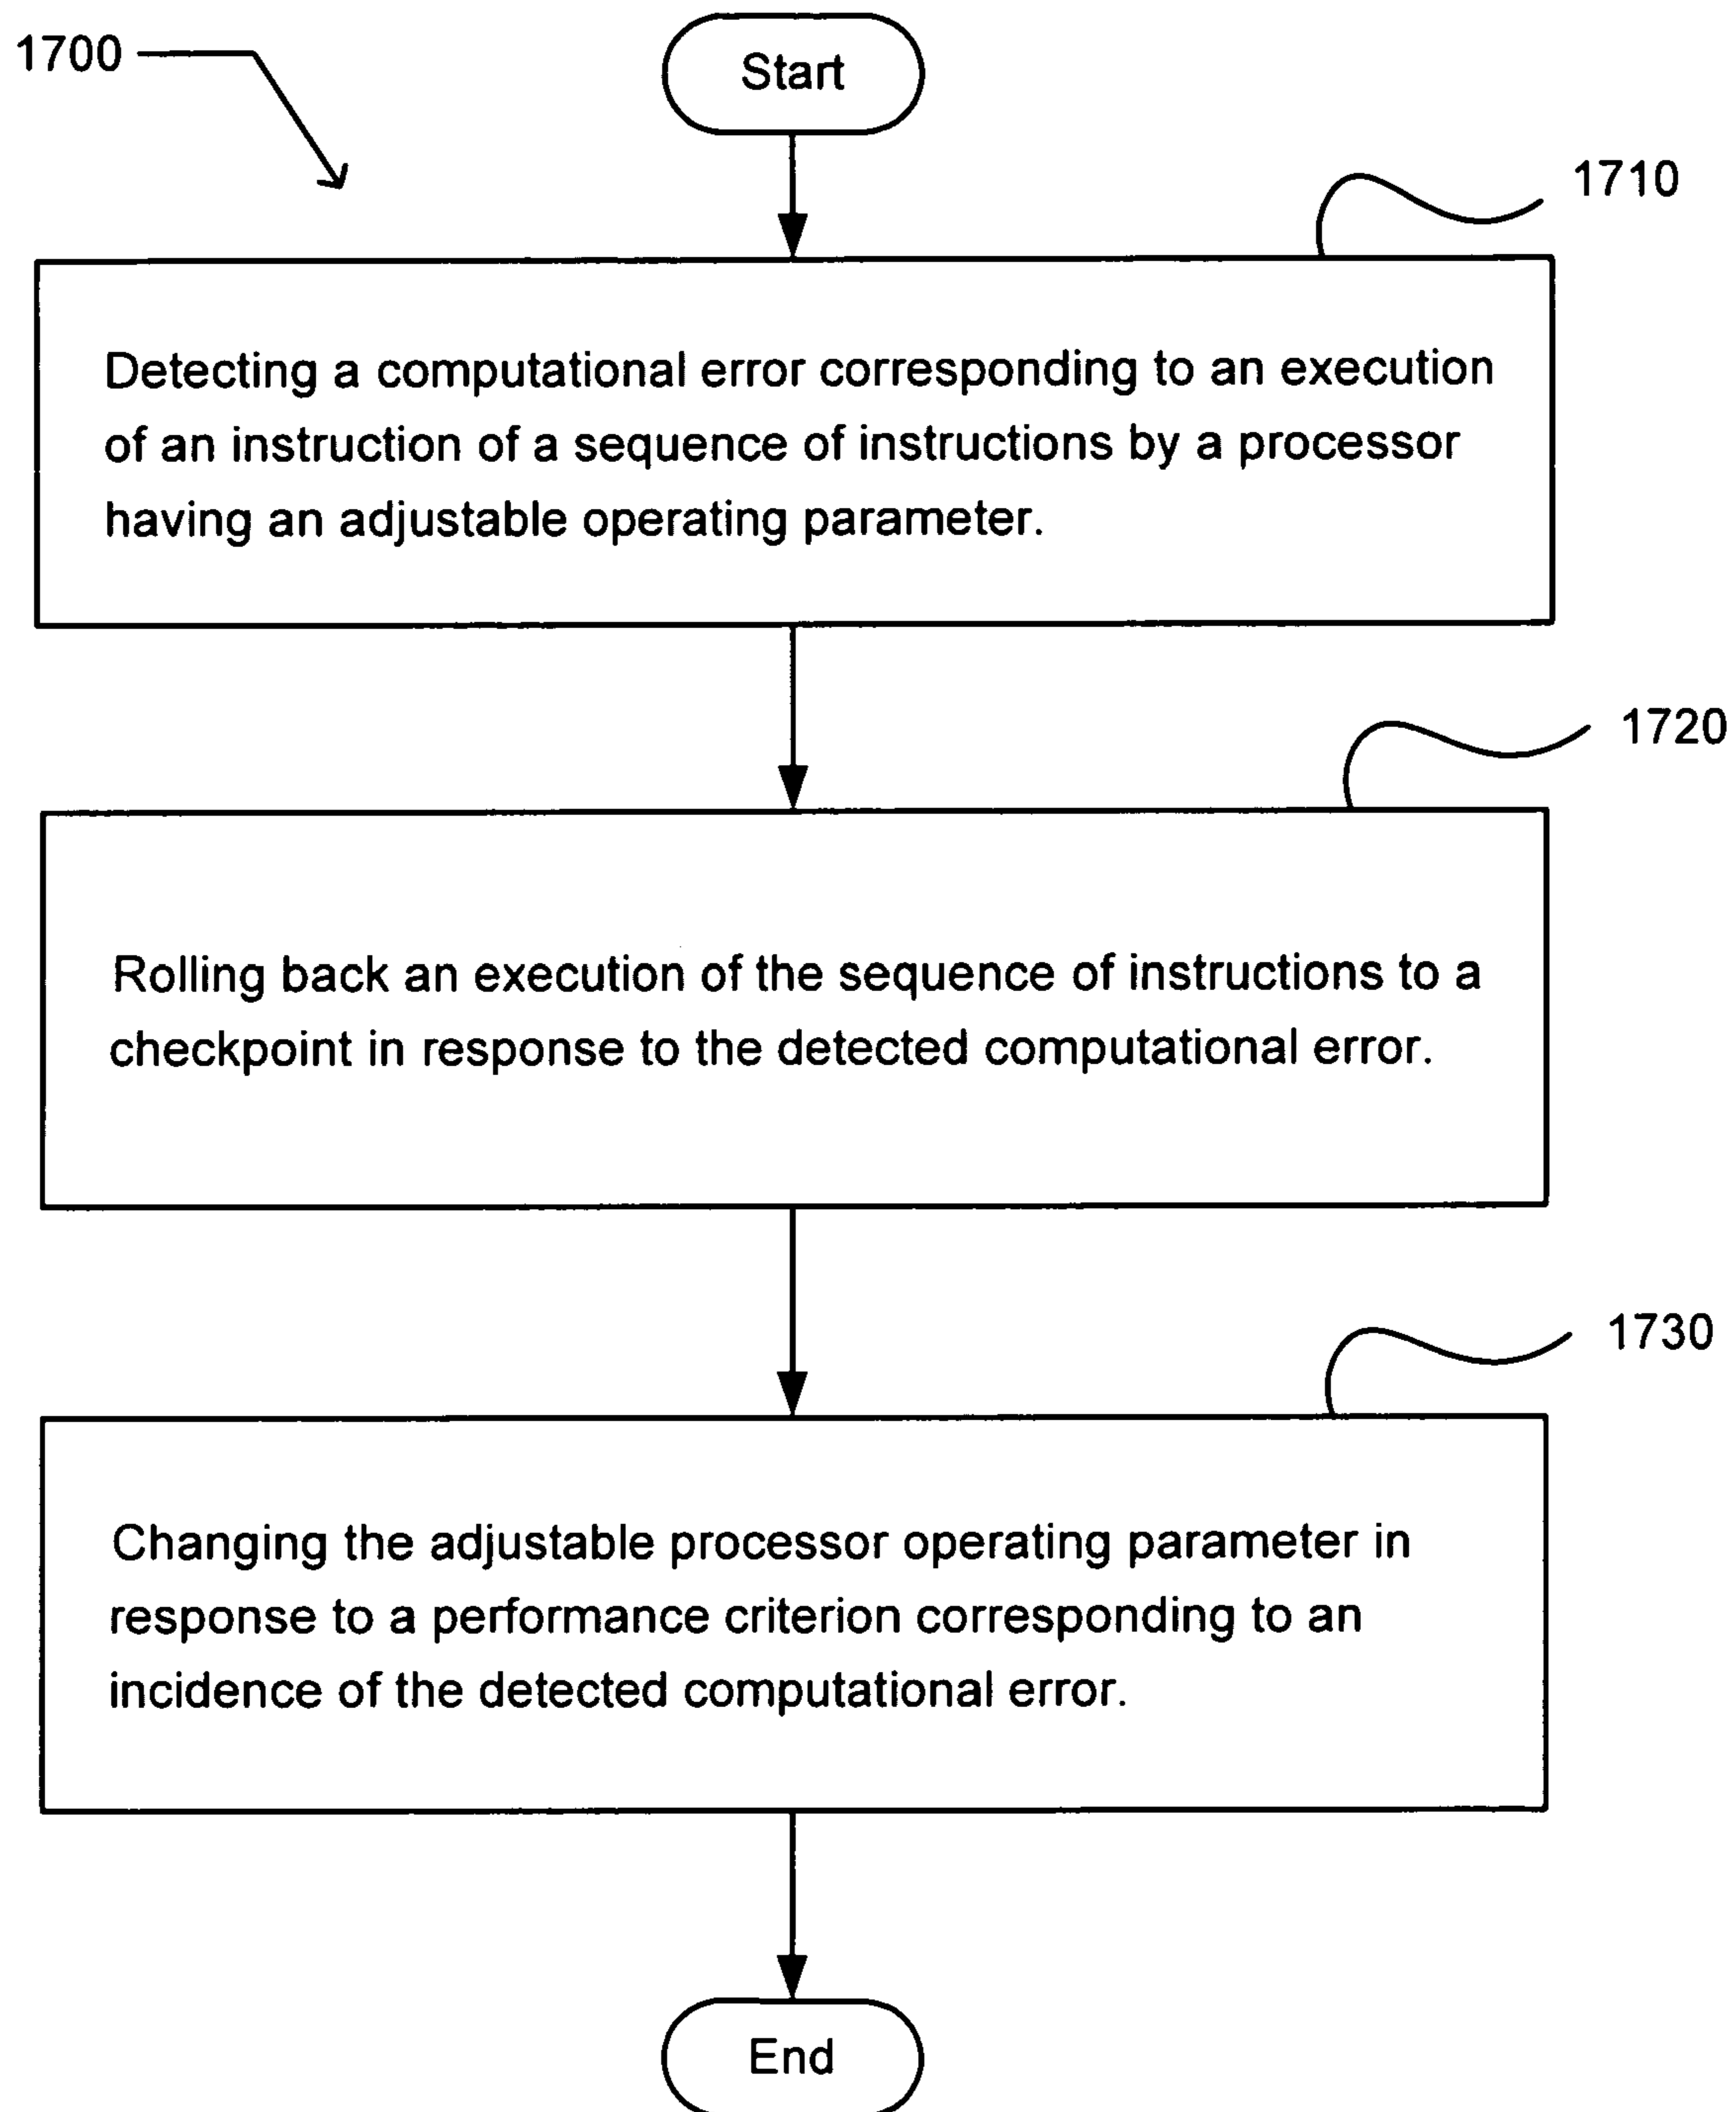 1700
Start
1710
Detecting a computational error corresponding to an execution
of an instruction of a sequence of instructions by a processor
having an adjustable operating parameter.
1720
Rolling back an execution of the sequence of instructions to a
checkpoint in response to the detected computational error.
1730
Changing the adjustable processor operating parameter in
response to a performance criterion corresponding to an
incidence of the detected computational error.
End